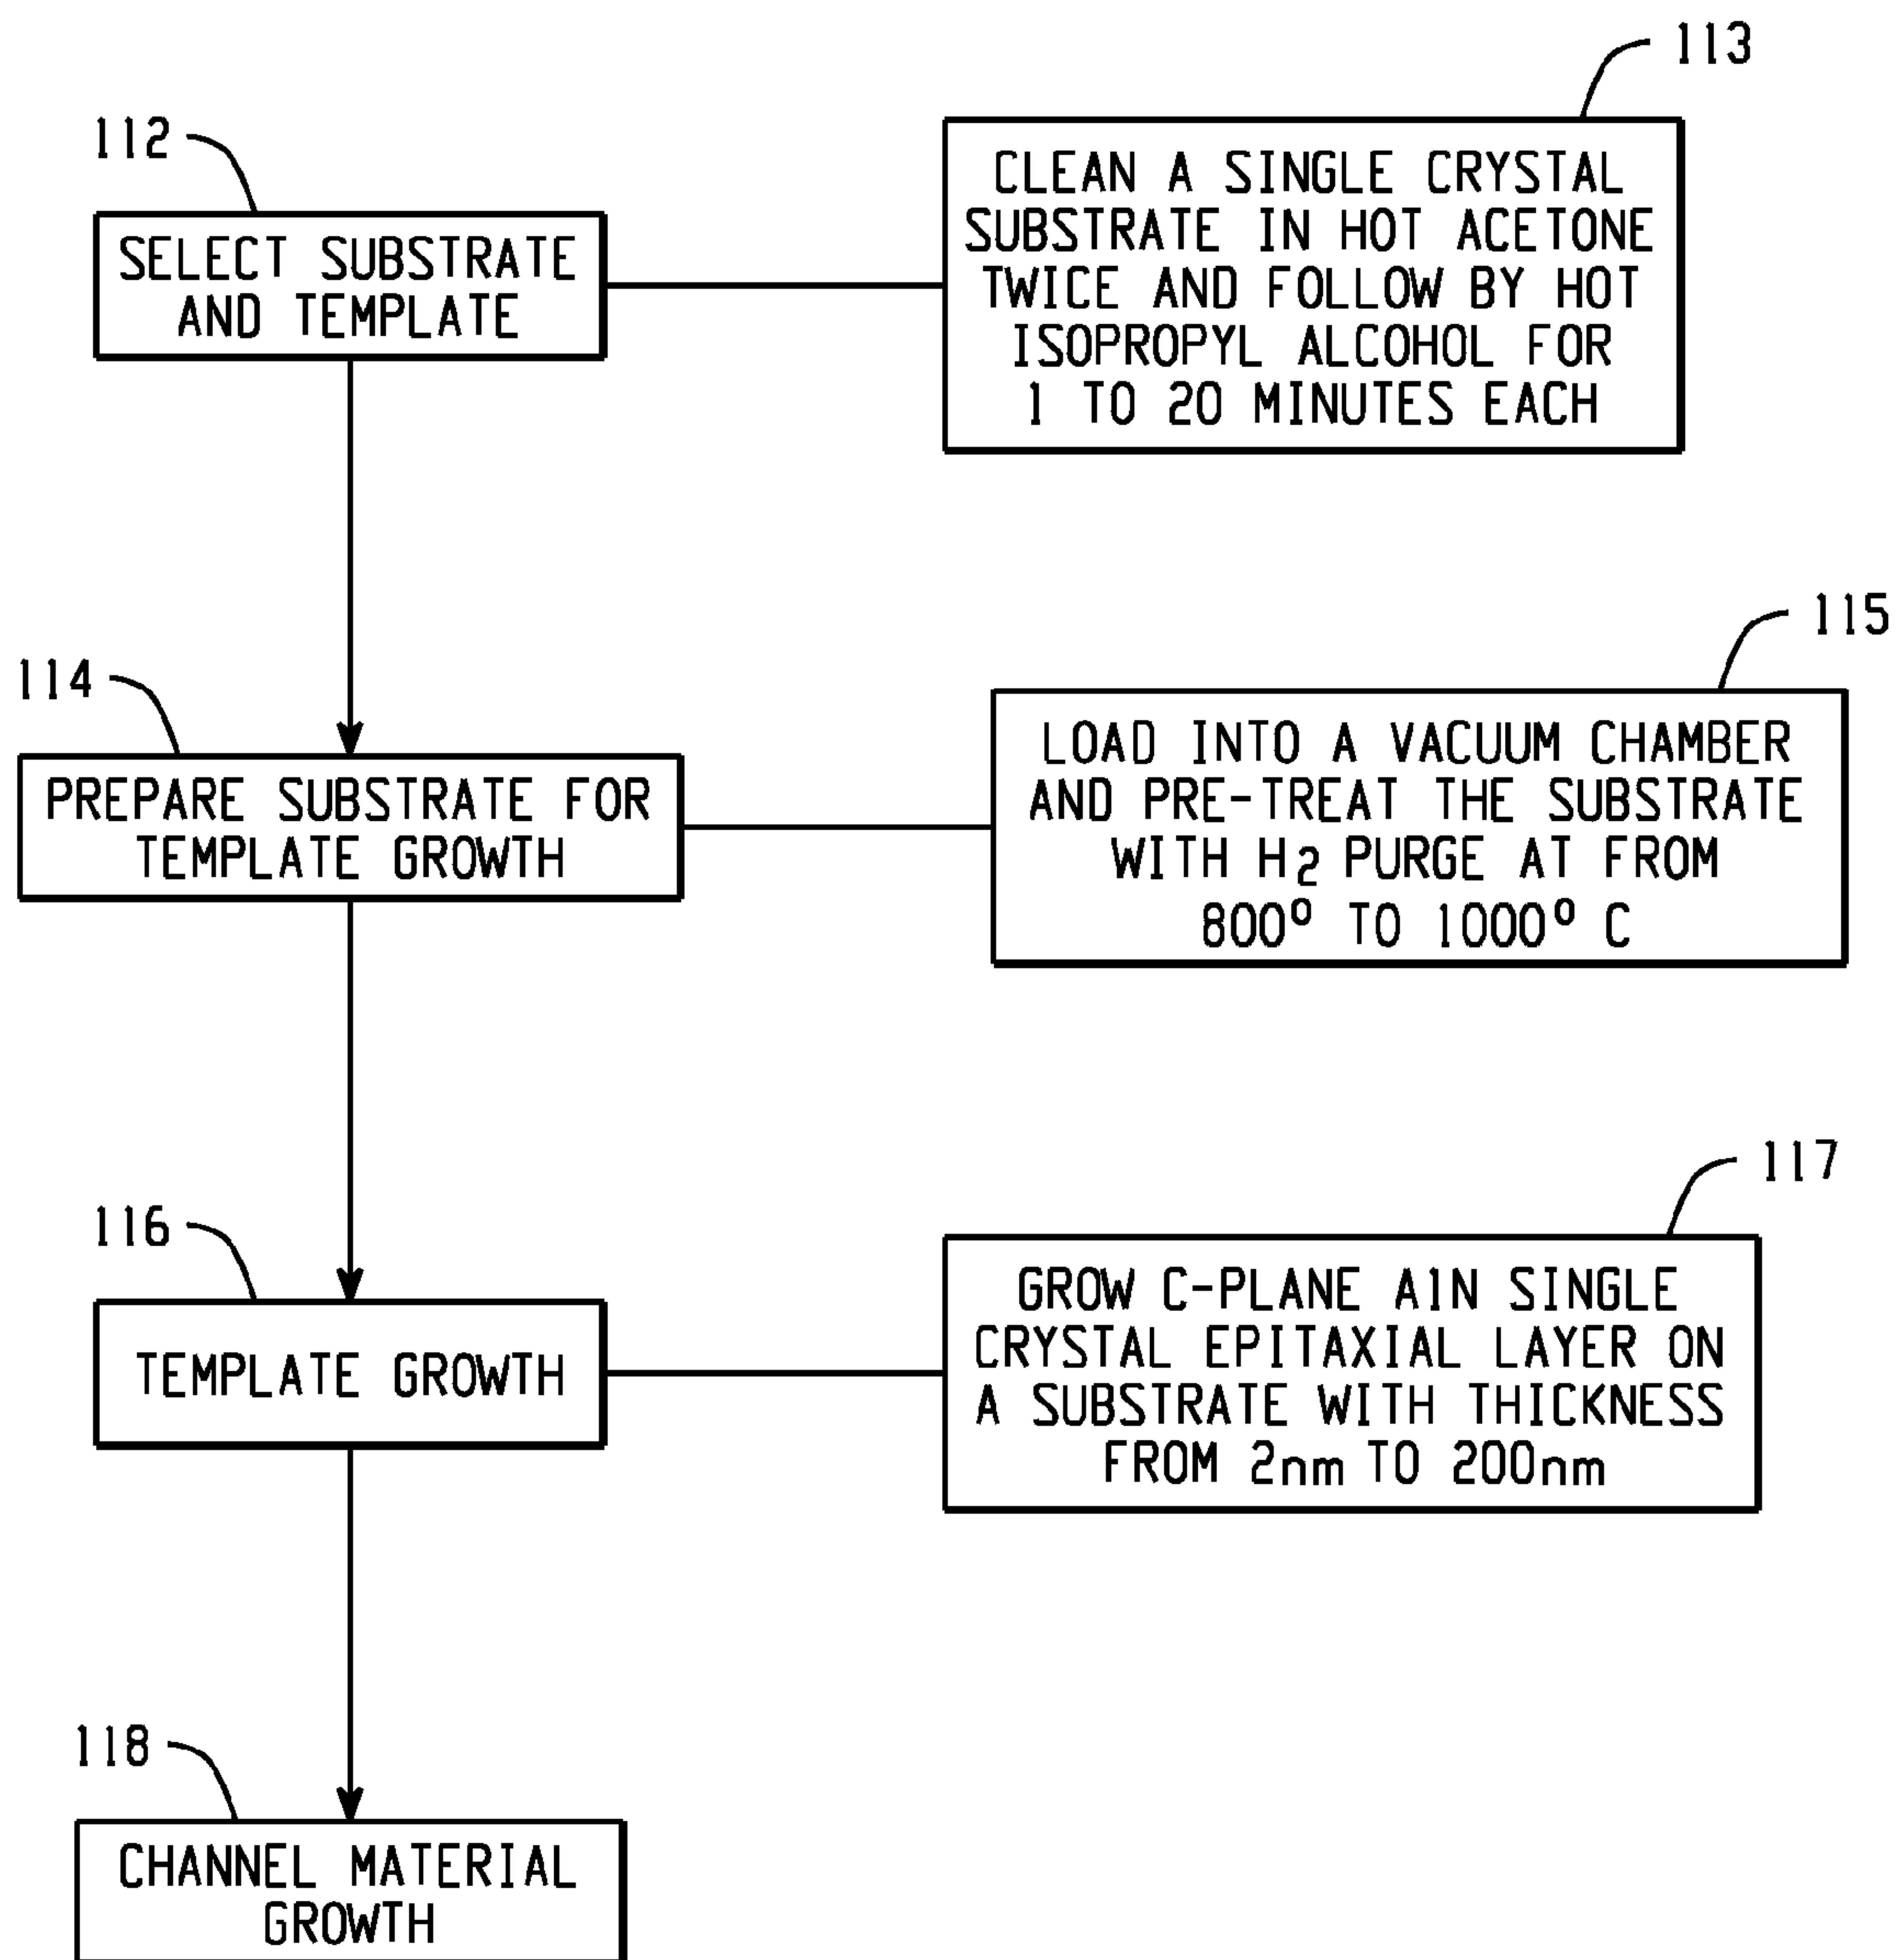 113
112
CLEAN A SINGLE CRYSTAL
SUBSTRATE IN HOT ACETONE
TWICE AND FOLLOW BY HOT
ISOPROPYL ALCOHOL FOR
1 TO 20 MINUTES EACH
SELECT SUBSTRATE
AND TEMPLATE
115
114
LOAD INTO A VACUUM CHAMBER
AND PRE-TREAT THE SUBSTRATE
WITH H₂ PURGE AT FROM
800° TO 1000° C
PREPARE SUBSTRATE FOR
TEMPLATE GROWTH
117
116
GROW C-PLANE AlN SINGLE
CRYSTAL EPITAXIAL LAYER ON
A SUBSTRATE WITH THICKNESS
FROM 2nm TO 200nm
TEMPLATE GROWTH
118
CHANNEL MATERIAL
GROWTH